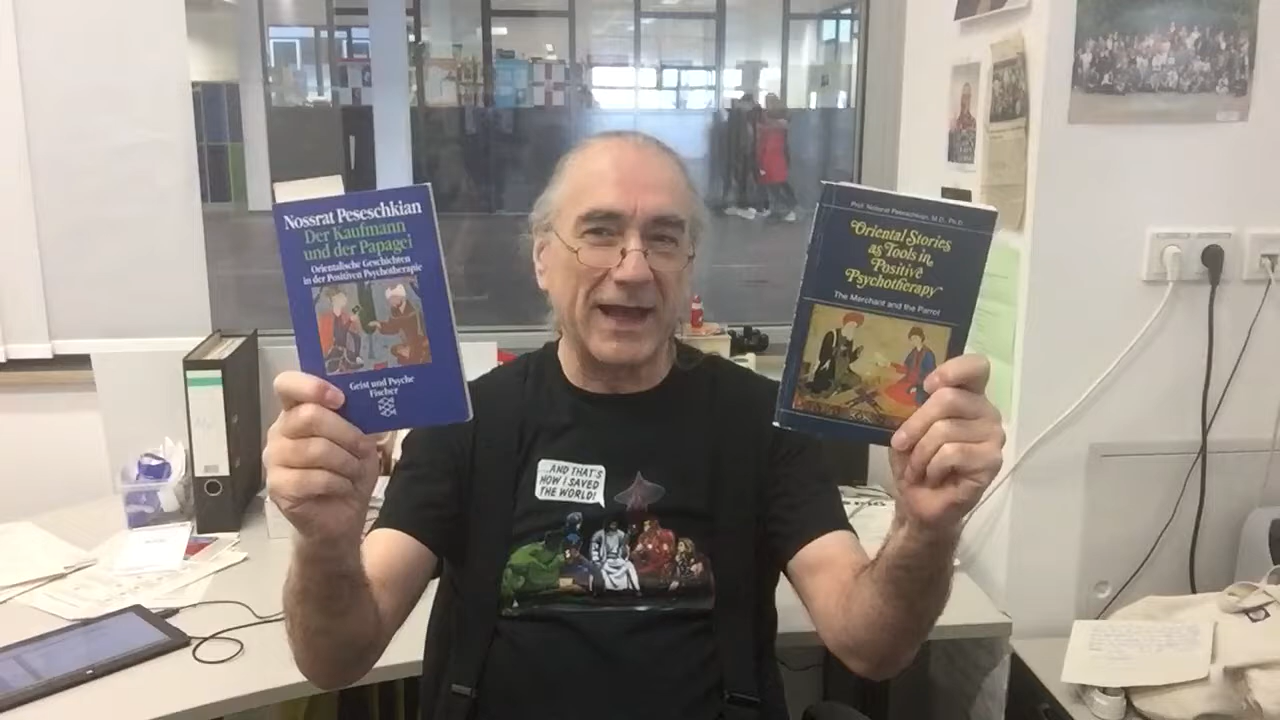 Nossrat Peseschkian
Der Kaufmann
und der Papagei
Orientalische Geschichten
in der Positiven Psychotherapie
Geist und Psyche
Fischer
Prof. Nossrat Peseschkian, M.D., Ph.D.
Oriental Stories
as Tools in
Positive
Psychotherapy
The Merchant and the Parrot
...AND THAT'S
HOW I SAVED
THE WORLD!